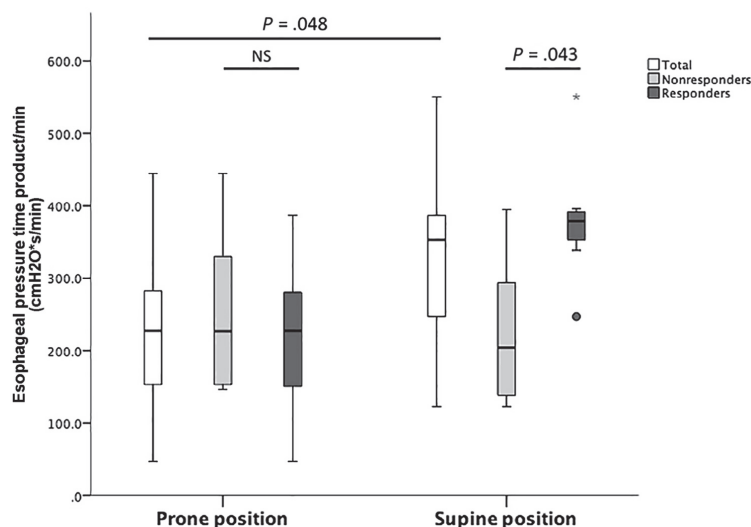 P = .048
NS
P = .043
Total
Nonresponders
Responders
*
Esophageal pressure time product/min
(cmH2O*s/min)
600.0
500.0
400.0
300.0
200.0
100.0
.0
Prone position
Supine position